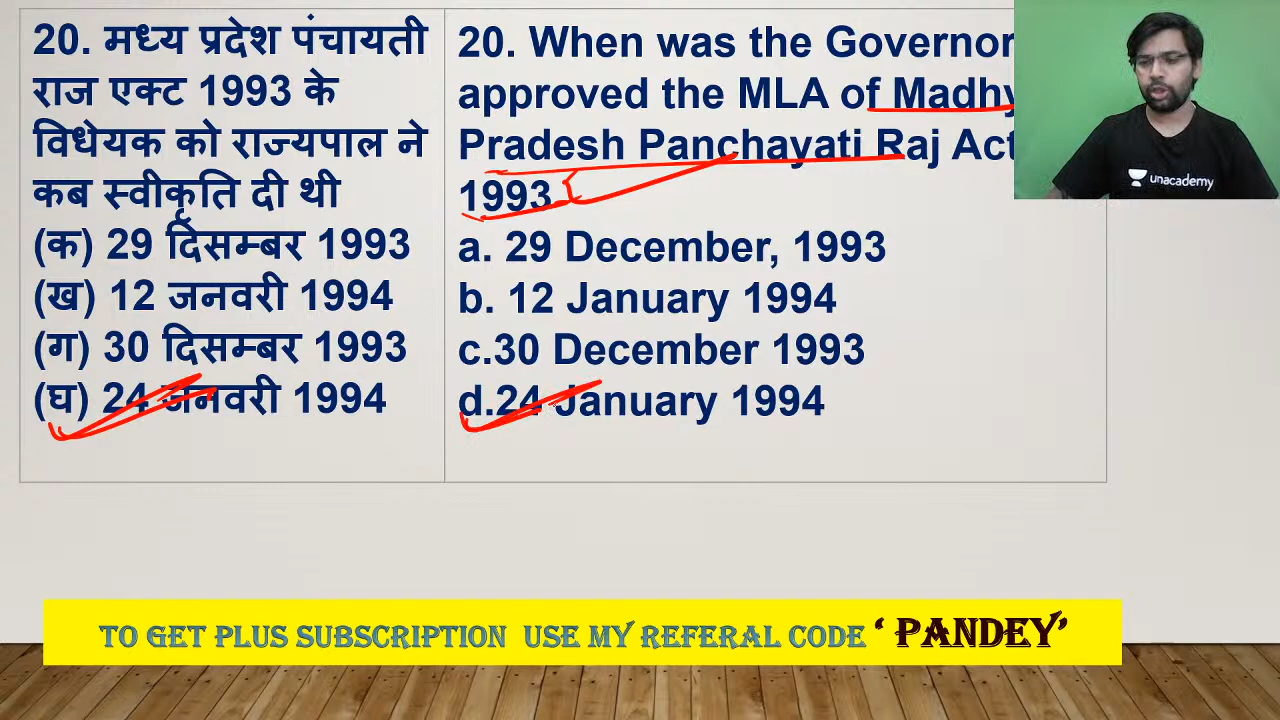 20. मध्य प्रदेश पंचायती
राज एक्ट 1993 के
विधेयक को राज्यपाल ने
कब स्वीकृति दी थी
(क) 29 दिसम्बर 1993
(ख) 12 जनवरी 1994
(ग) 30 दिसम्बर 1993
(घ) 24 जनवरी 1994
20. When was the Governor
approved the MLA of Madhy
Pradesh Panchayati Raj Act
1993
a. 29 December, 1993
b. 12 January 1994
c.30 December 1993
d.24 January 1994
unacademy
TO GET PLUS SUBSCRIPTION USE MY REFERAL CODE ‘ PANDEY’